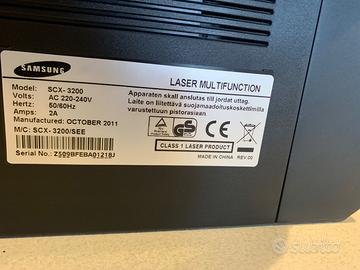 SAMSUNG
LASER MULTIFUNCTION
Model: SCX- 3200
Volts: AC 220-240V
Hertz: 50/60Hz
Amps: 2A
Manufactured: OCTOBER 2011
M/C: SCX- 3200/SEE
Serial No.: Z509BFEBA01218J
Apparaten skall anslutas till jordat uttag.
Laite on liitettävä suojamaadoituskoskettimilla
varustettuun pistorasiaan.
CLASS 1 LASER PRODUCT
MADE IN CHINA REV.00
subito